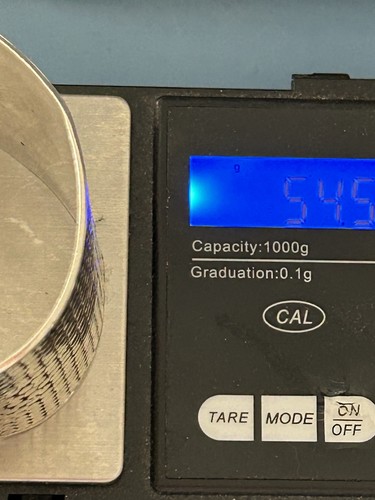 g
545
Capacity:1000g
Graduation:0.1g
CAL
TARE MODE ON
OFF